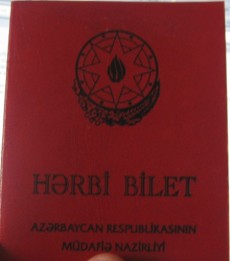 HƏRBİ BİLET
AZƏRBAYCAN RESPUBLİKASININ
MÜDAFİƏ NAZİRLİYİ